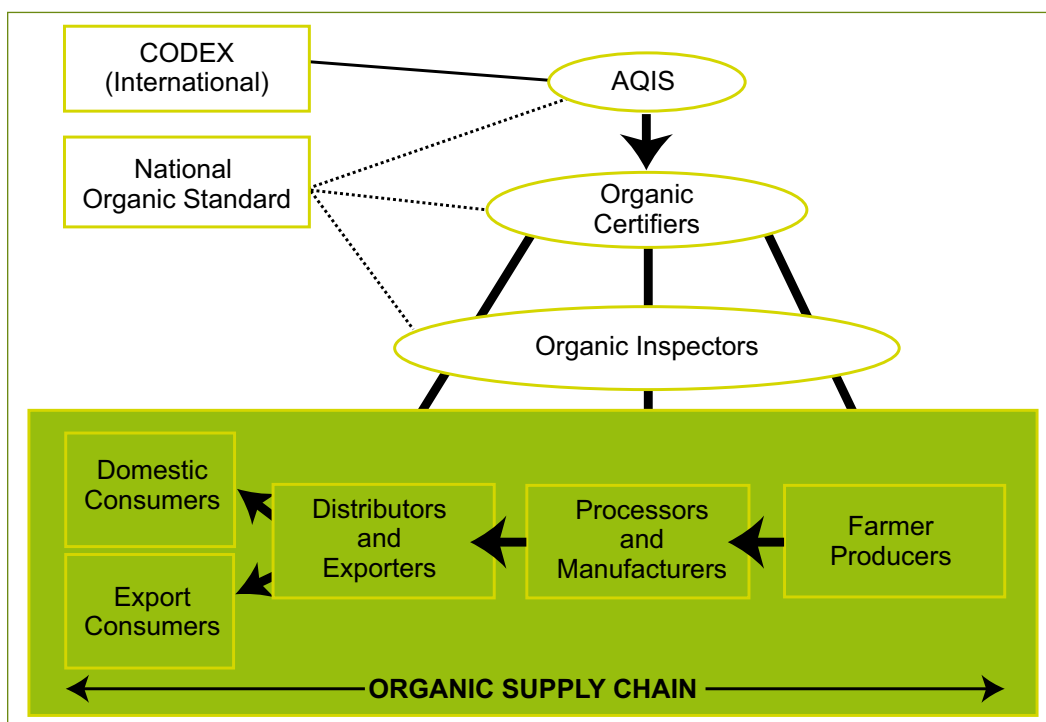 CODEX
(International)
AQIS
National
Organic Standard
Organic
Certifiers
Organic Inspectors
Domestic
Consumers
Distributors
and
Exporters
Processors
and
Manufacturers
Farmer
Producers
Export
Consumers
ORGANIC SUPPLY CHAIN